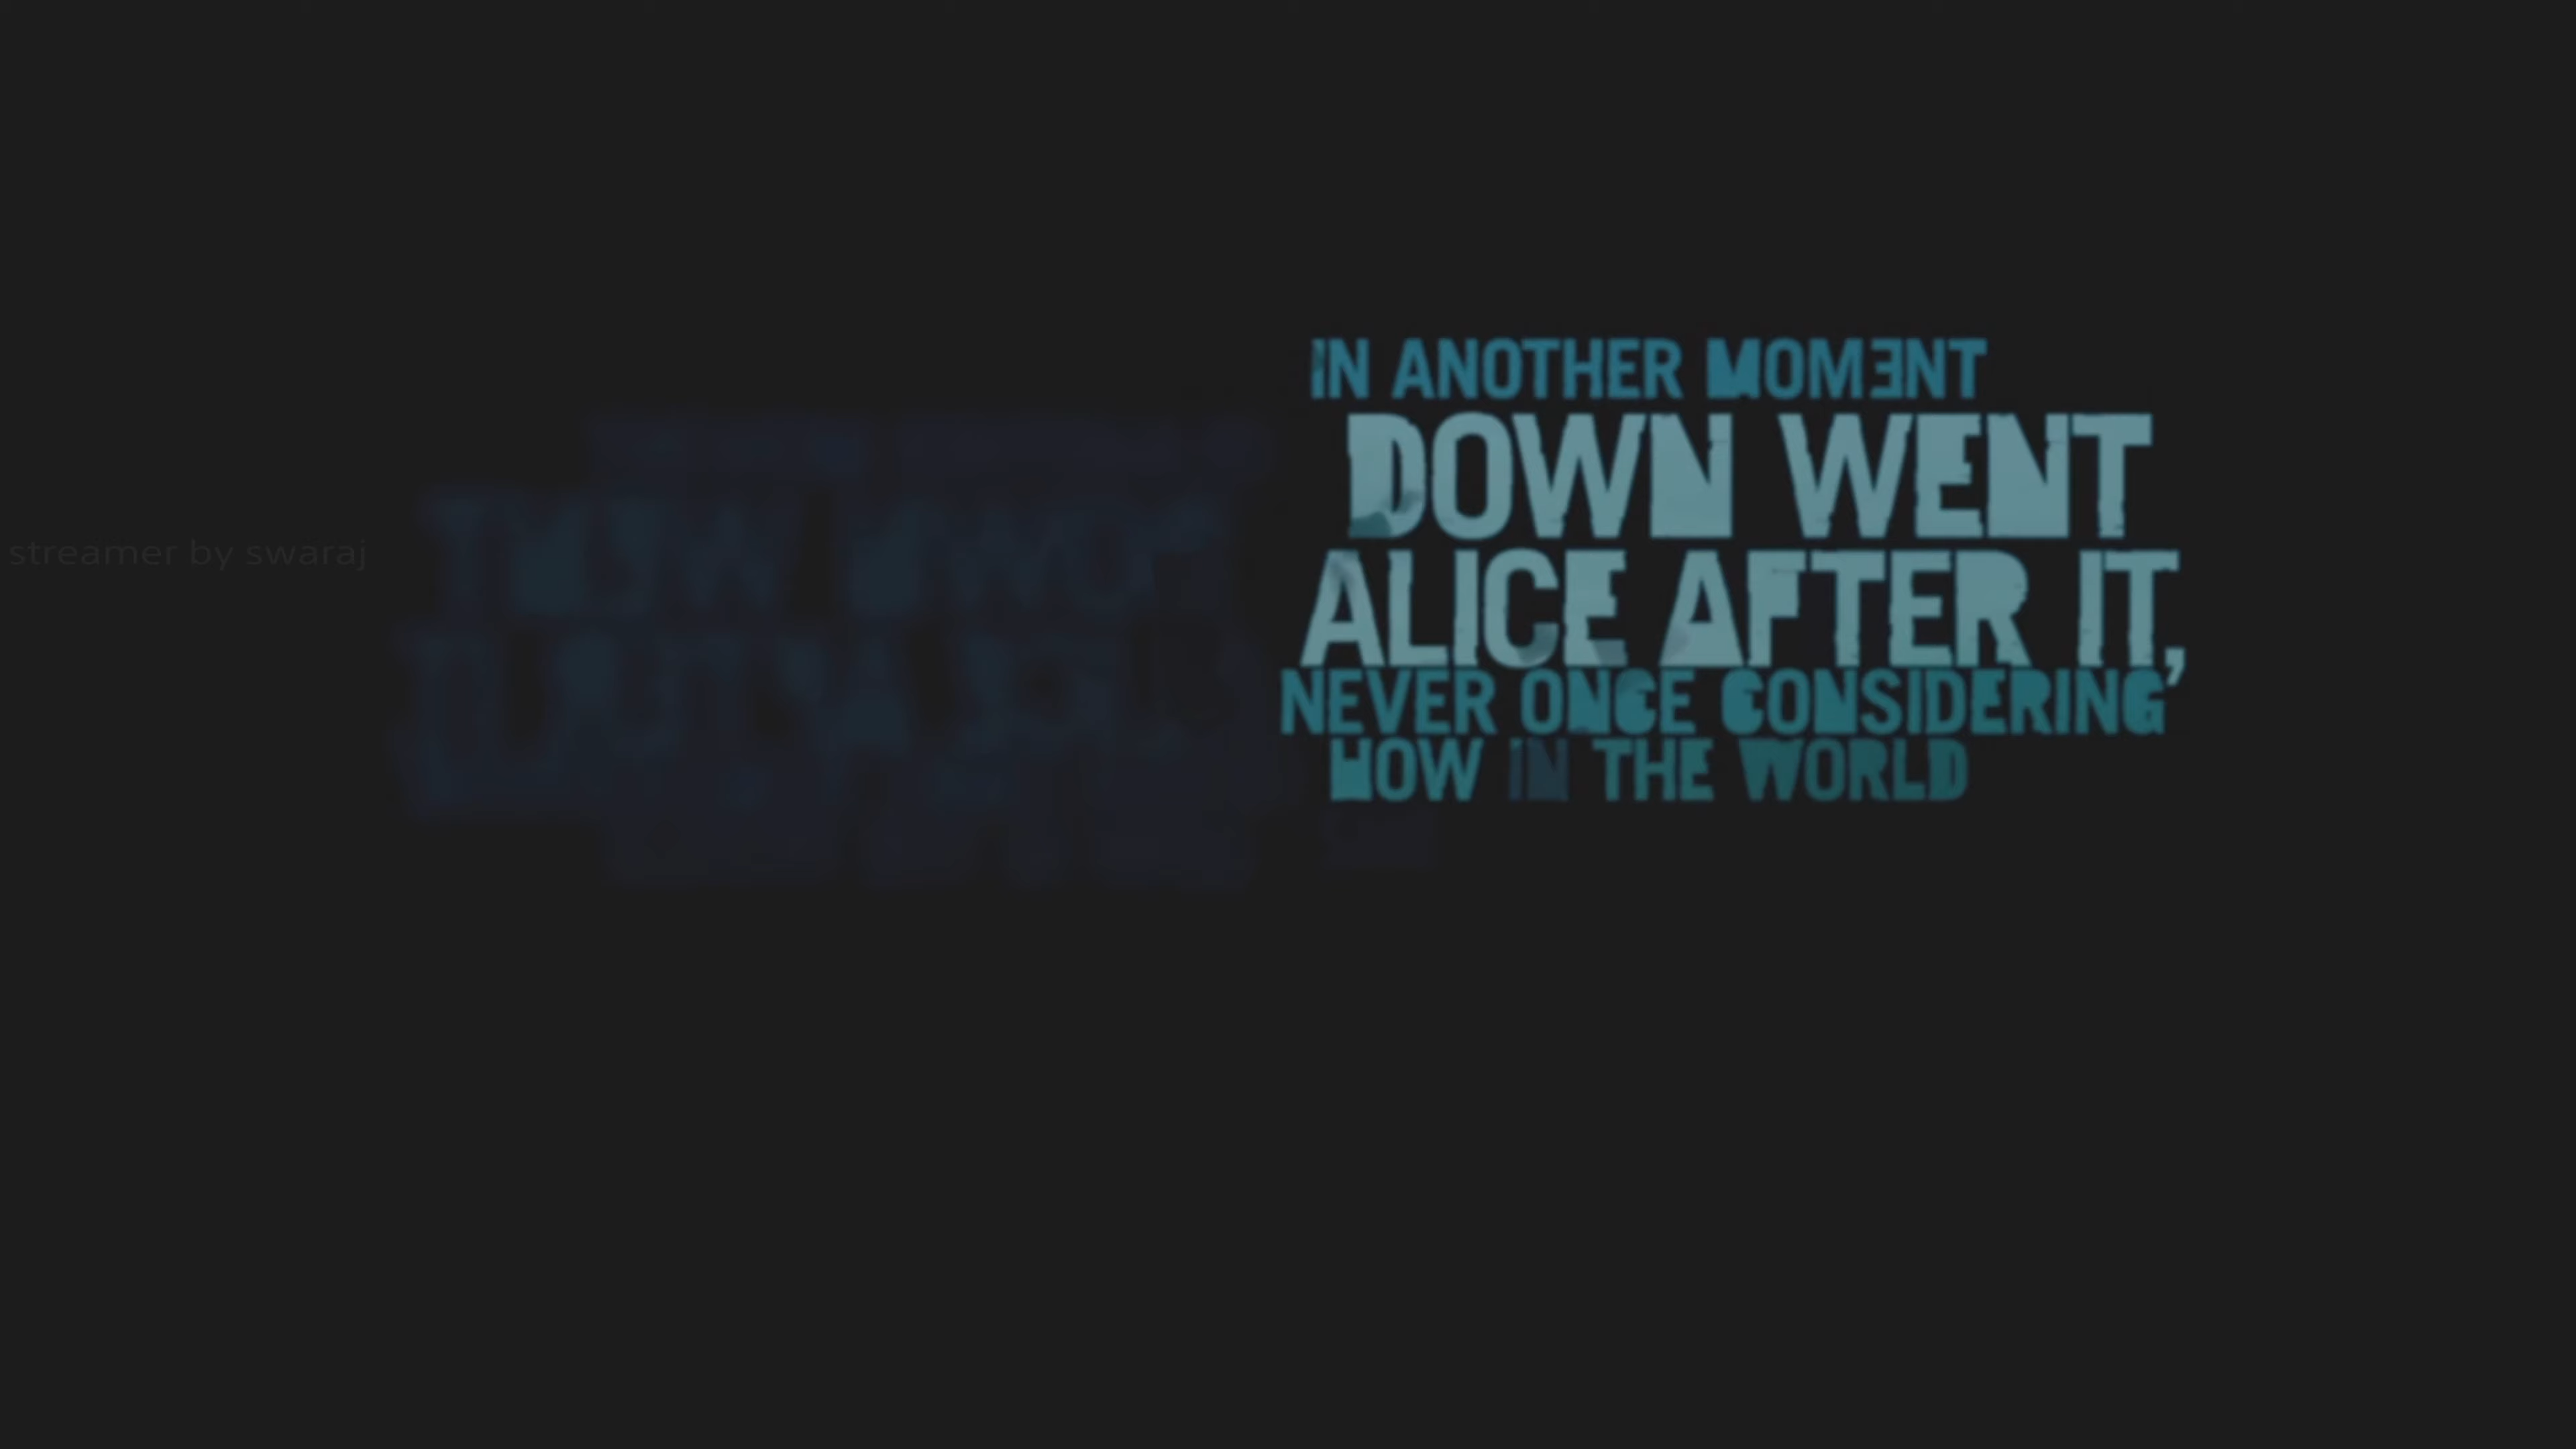 IN ANOTHER MOMENT
DOWN WENT
ALICE AFTER IT,
NEVER ONCE CONSIDERING
HOW IN THE WORLD
streamer by swaraj